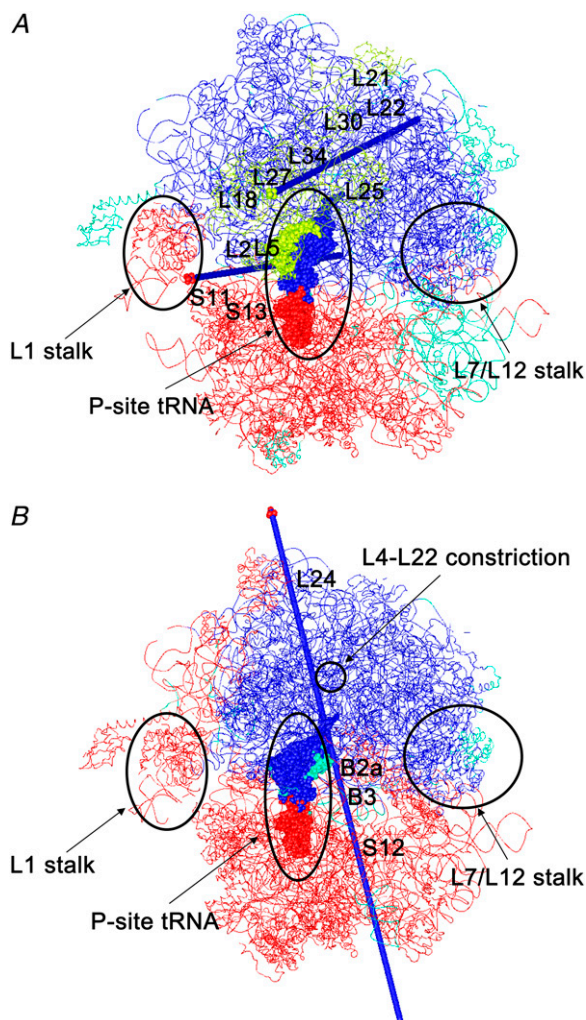 A
L21
L22
L30
L34
L27
L25
L18
L2 L5
S11
S13
L1 stalk
L7/L12 stalk
P-site tRNA
B
L4-L22 constriction
L24
B2a
B3
L1 stalk
S12
L7/L12 stalk
P-site tRNA